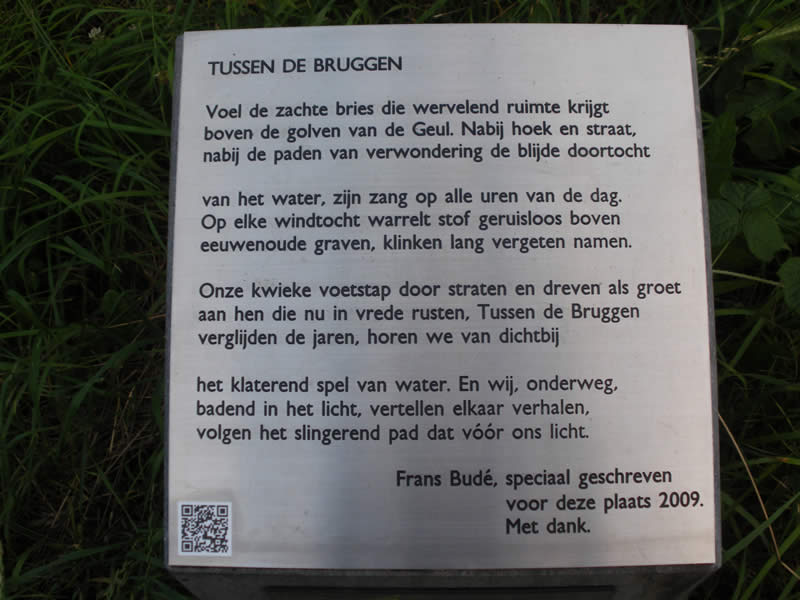 TUSSEN DE BRUGGEN
Voel de zachte bries die wervelend ruimte krijgt
boven de golven van de Geul. Nabij hoek en straat,
nabij de paden van verwondering de blijde doortocht
van het water, zijn zang op alle uren van de dag.
Op elke windtocht warrelt stof geruisloos boven
eeuwenoude graven, klinken lang vergeten namen.
Onze kwieke voetstap door straten en dreven als groet
aan hen die nu in vrede rusten, Tussen de Bruggen
verglijden de jaren, horen we van dichtbij
het klaterend spel van water. En wij, onderweg,
badend in het licht, vertellen elkaar verhalen,
volgen het slingerend pad dat vóór ons licht.
Frans Budé, speciaal geschreven
voor deze plaats 2009.
Met dank.